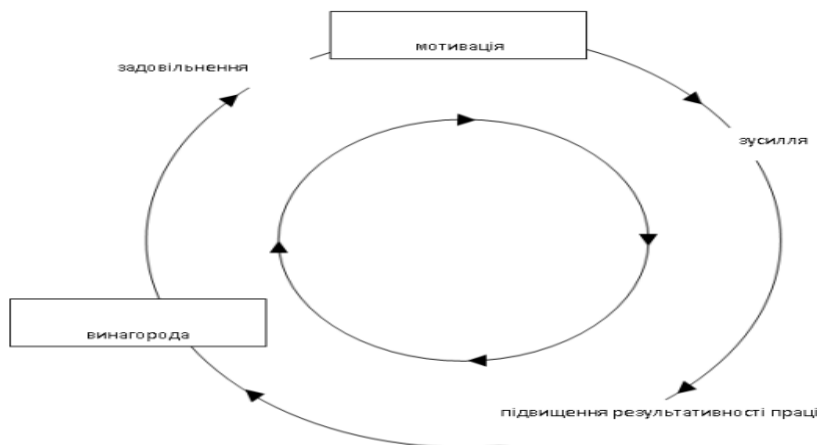 мотивація
задовільнення
зусилля
винагорода
підвищення результативності праці